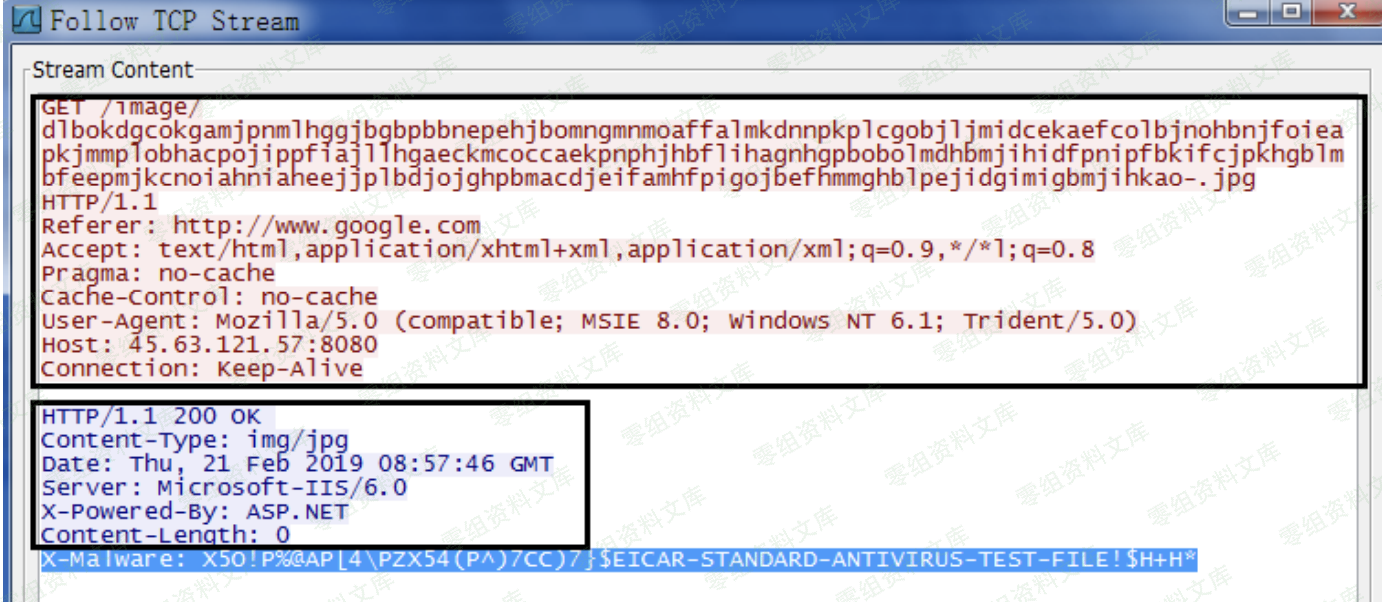 Follow TCP Stream
Stream Content
GET /image/
dlbokdgcokgamjpnmlhggjbgbpbbnepehjbomngmnmoaffalmkdnnpkplcgobjljmidcekaefcolbjnohbnjfoiea
pkjmmplobhacpojippfiajllhgaeckmcoccaekpnphjhbflihagnhgpbobolmdhbmjihidfpnipfbkifcjpkhgblm
bfeepmjkcnoiahniaheejjplbdjojghpbmacdjeifamhfpigojbefhmmghblpejidgimigbmjihkao-.jpg
HTTP/1.1
Referer: http://www.google.com
Accept: text/html,application/xhtml+xml,application/xml;q=0.9,*/*l;q=0.8
Pragma: no-cache
Cache-Control: no-cache
User-Agent: Mozilla/5.0 (compatible; MSIE 8.0; Windows NT 6.1; Trident/5.0)
Host: 45.63.121.57:8080
Connection: Keep-Alive
HTTP/1.1 200 OK
Content-Type: img/jpg
Date: Thu, 21 Feb 2019 08:57:46 GMT
Server: Microsoft-IIS/6.0
X-Powered-By: ASP.NET
Content-Length: 0
X-Malware: X5O!P%@AP[4\PZX54(P^)7CC)7}$EICAR-STANDARD-ANTIVIRUS-TEST-FILE!$H+H*
零组资料文库